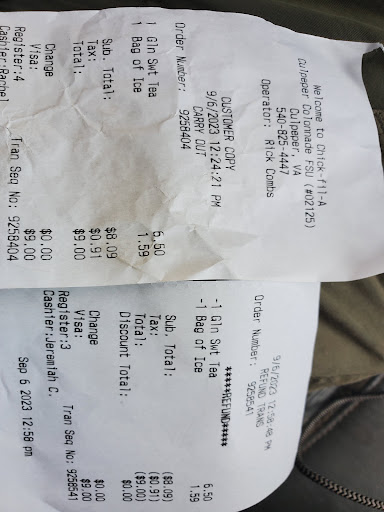 Welcome to Chick-fil-A
Culpeper Colonnade FSU (#02125)
Culpeper, VA
540-825-4447
Operator: Rick Combs
CUSTOMER COPY
9/6/2023 12:24:21 PM
CARRY OUT
Order Number: 9258404
1 Gln Swt Tea 6.50
1 Bag of Ice 1.59
Sub. Total: $8.09
Tax: $0.91
Total: $9.00
Change $0.00
Visa: $9.00
Register:4 Tran Seq No: 9258404
Cashier:Rachel
9/6/2023 12:58:48 PM
REFUND TRANS
Order Number: 9258541
-1 Gln Swt Tea 6.50
-1 Bag of Ice 1.59
*****REFUND*****
Sub. Total: ($8.09)
Tax: ($0.91)
Total: ($9.00)
Discount Total: $0.00
Change $0.00
Visa: $9.00
Register:3 Tran Seq No: 9258541
Cashier:Jeremiah C.
Sep 6 2023 12:58 pm